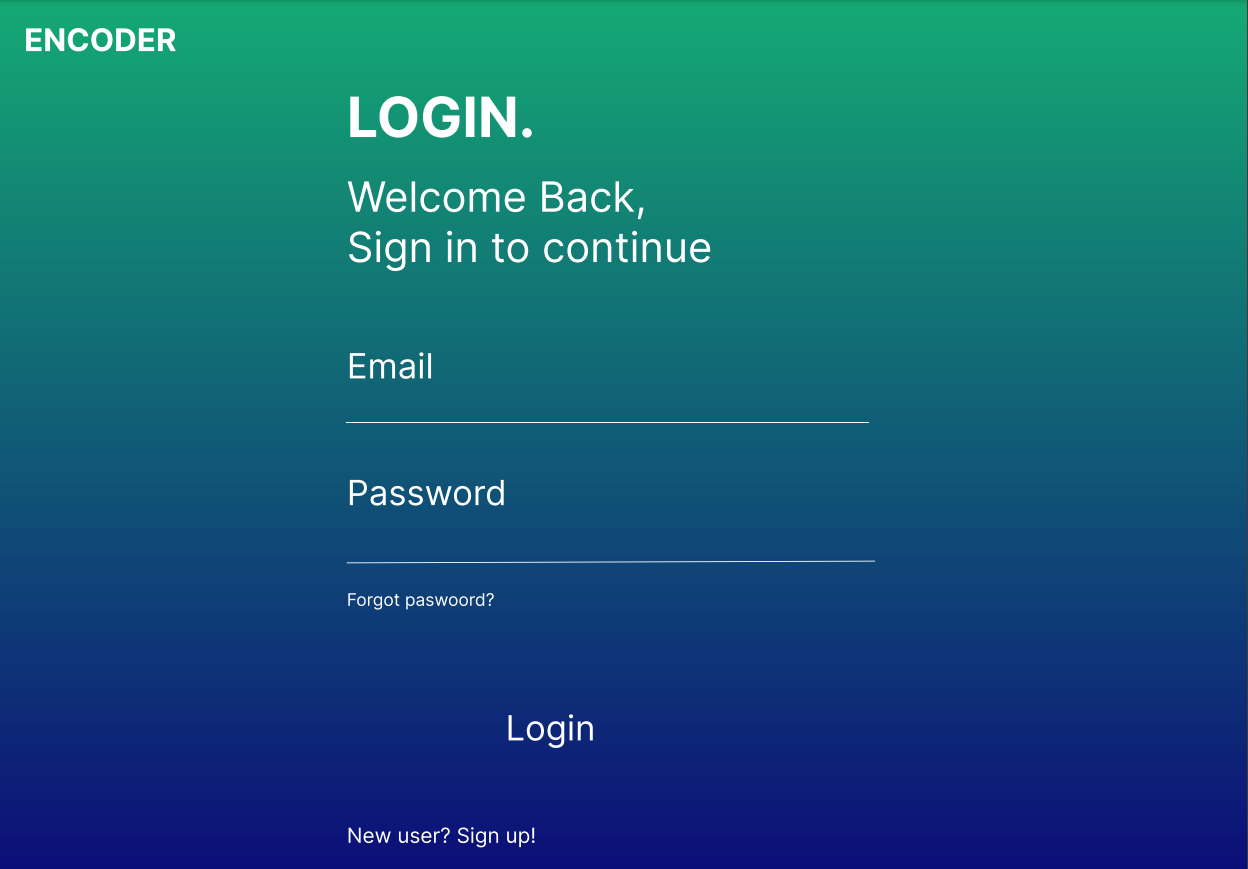 ENCODER
LOGIN.
Welcome Back,
Sign in to continue
Email
Password
Forgot paswoord?
Login
New user? Sign up!